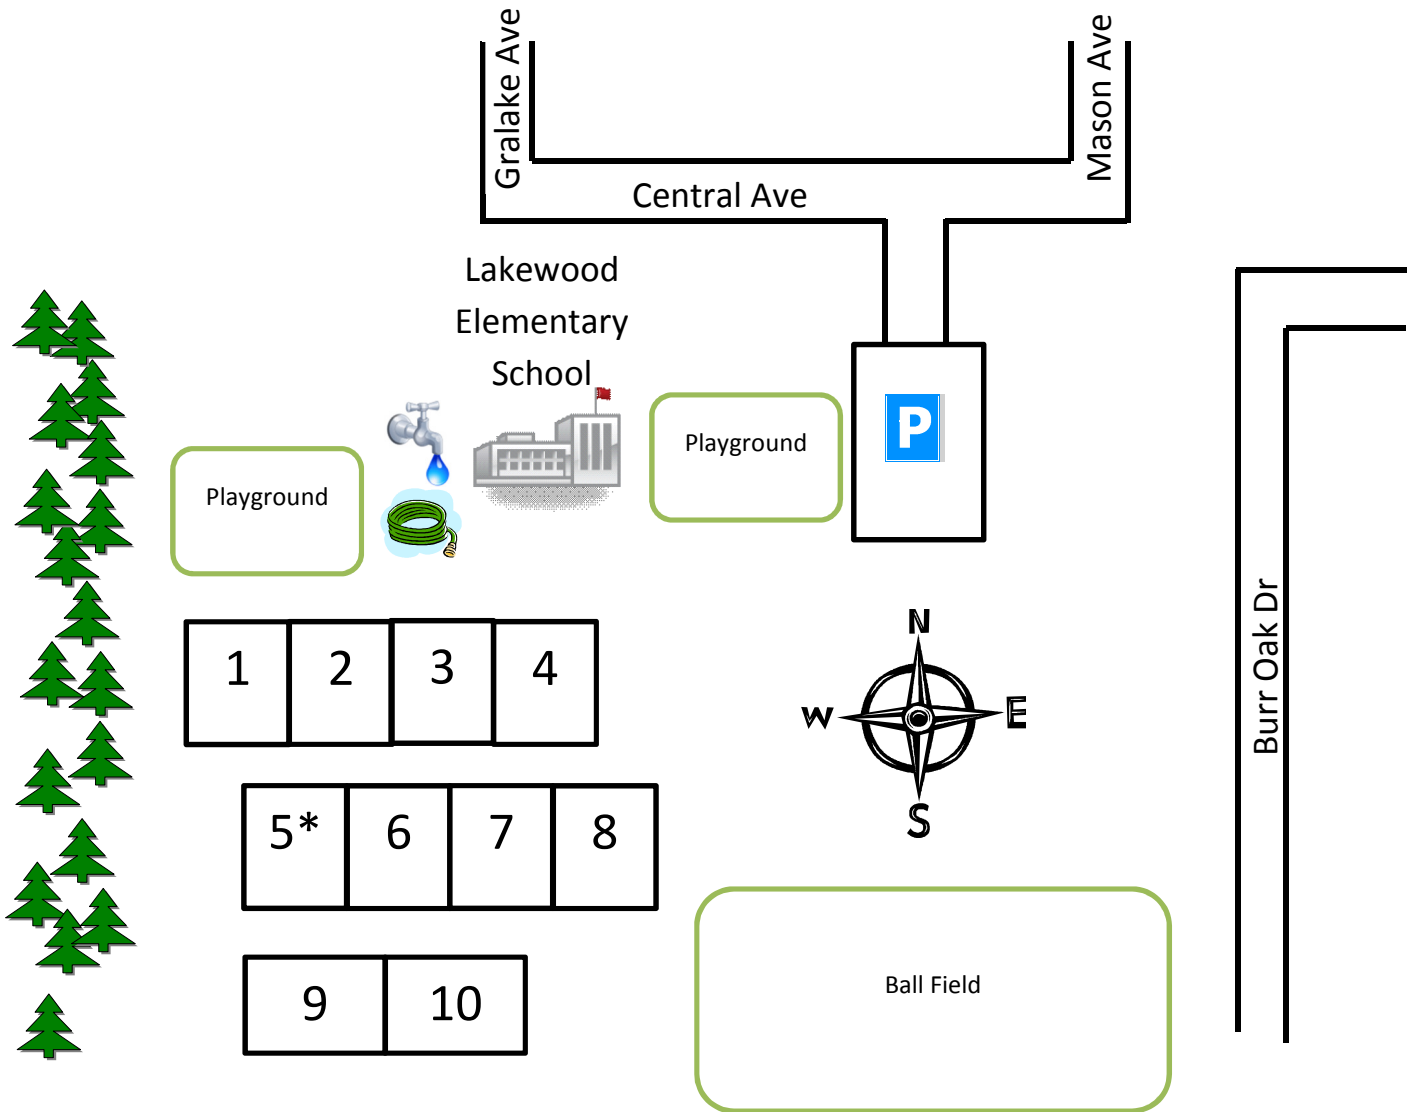 Gralake Ave
Mason Ave
Central Ave
Lakewood
Elementary
School
P
Playground
Playground
Burr Oak Dr
N
W
E
S
1
2
3
4
5*
6
7
8
9
10
Ball Field